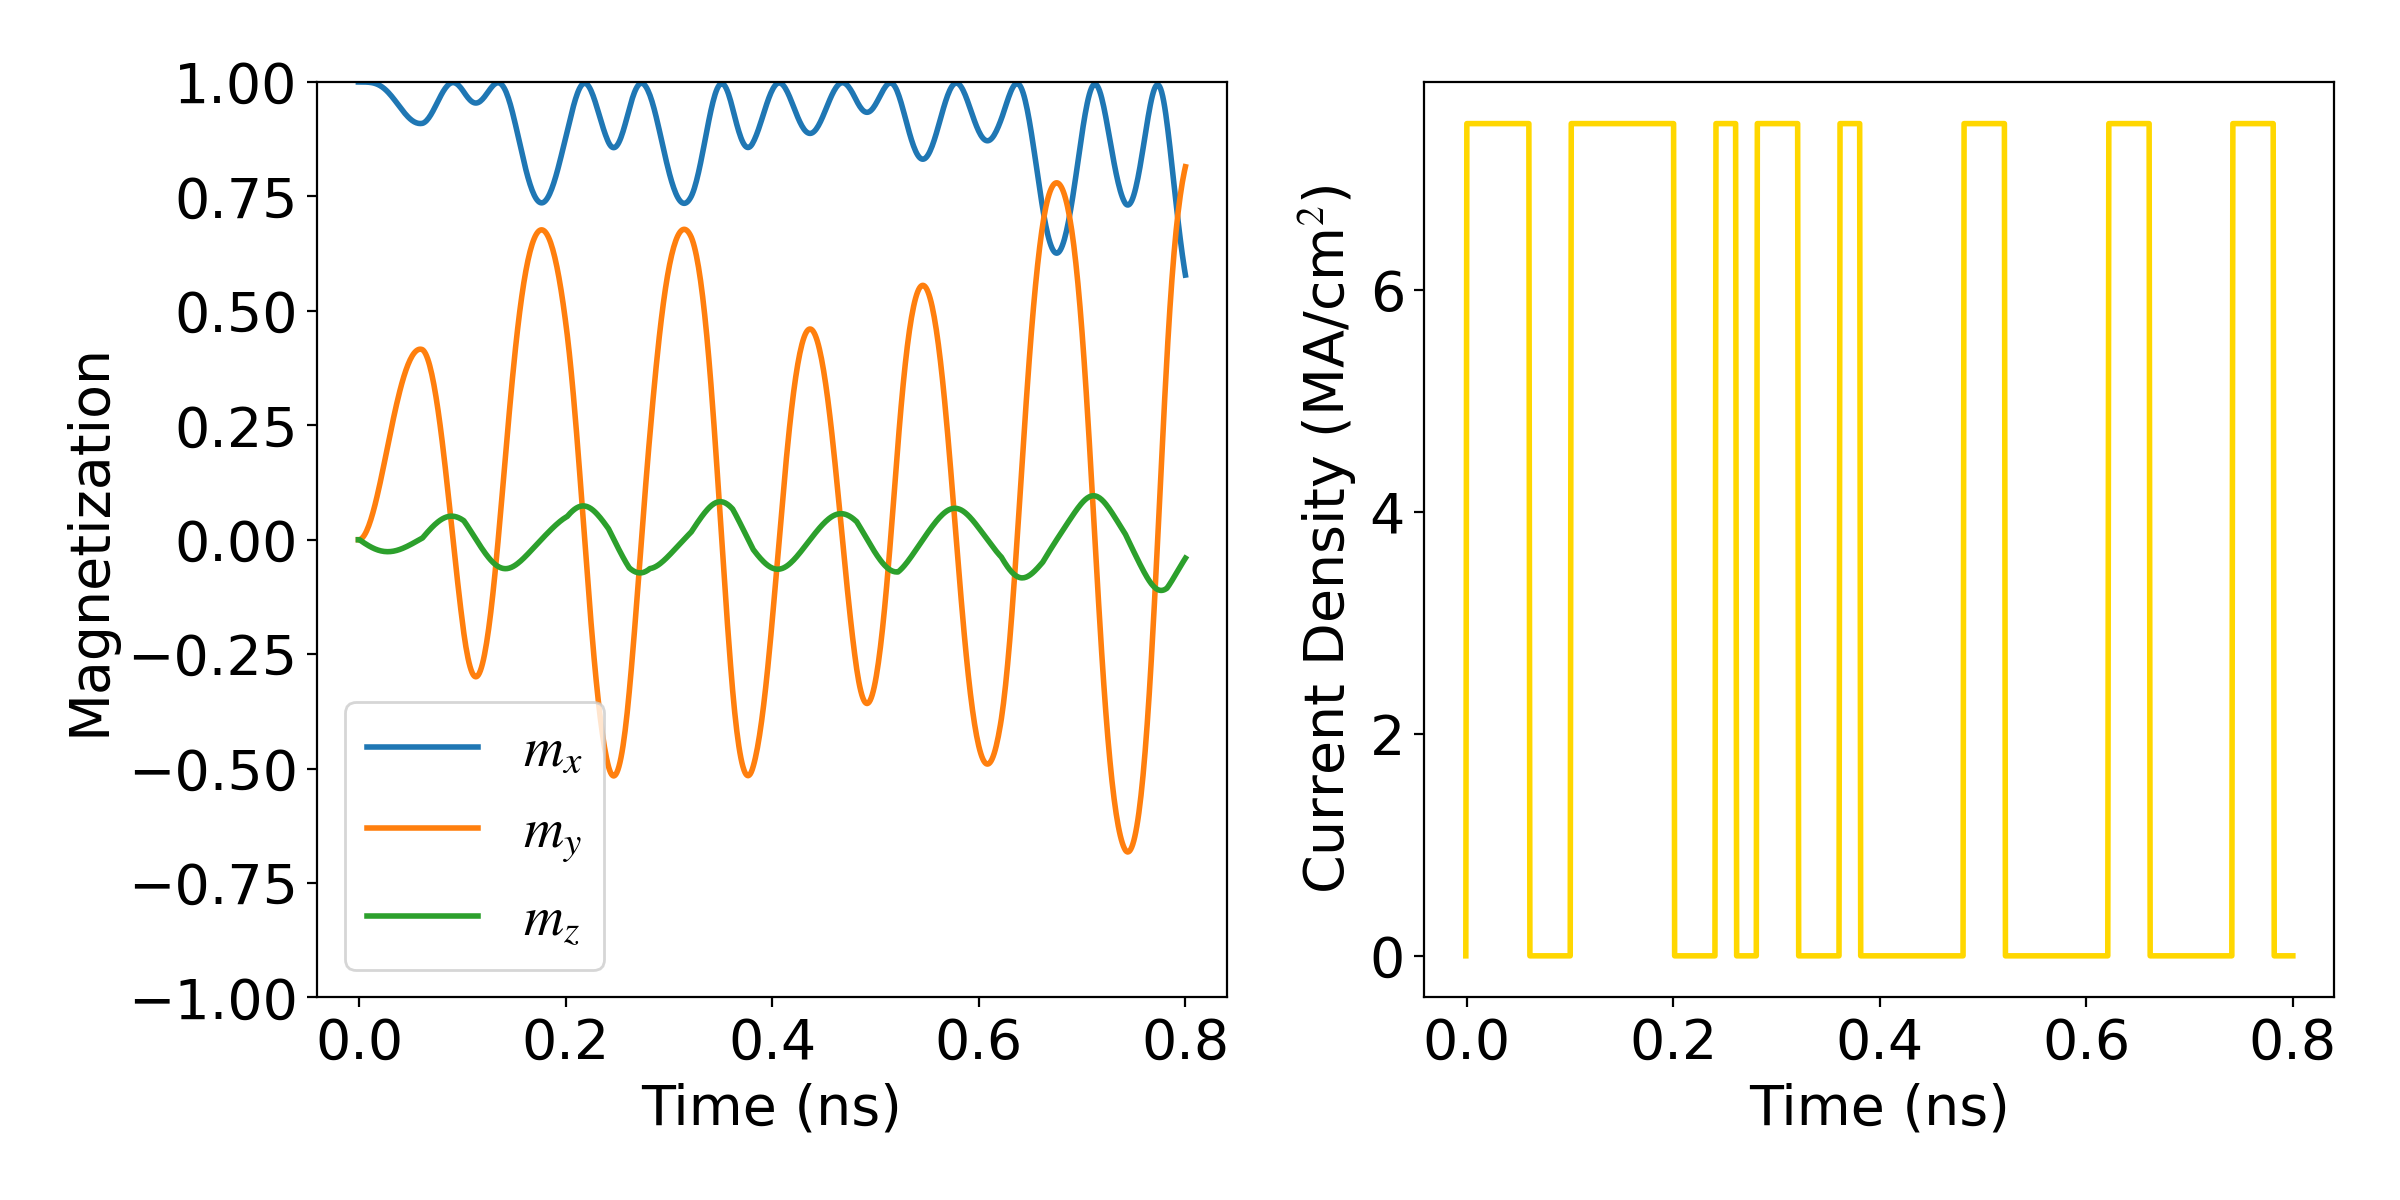 1.00
0.75
0.50
0.25
0.00
−0.25
−0.50
−0.75
−1.00
Magnetization
m_x
m_y
m_z
0.0 0.2 0.4 0.6 0.8
Time (ns)
6
4
2
0
Current Density (MA/cm²)
0.0 0.2 0.4 0.6 0.8
Time (ns)